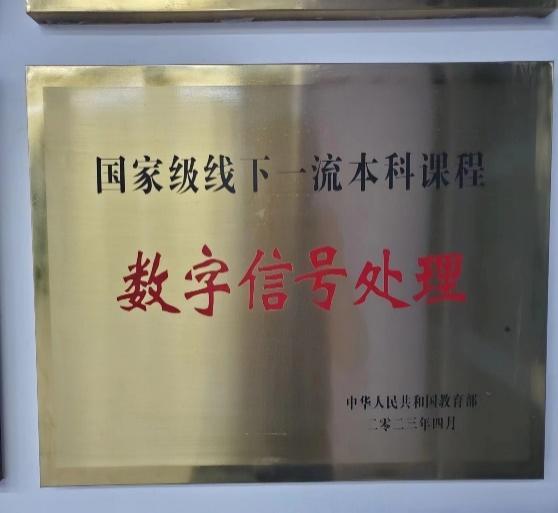 国家级线下一流本科课程
数字信号处理
中华人民共和国教育部
二零二三年四月